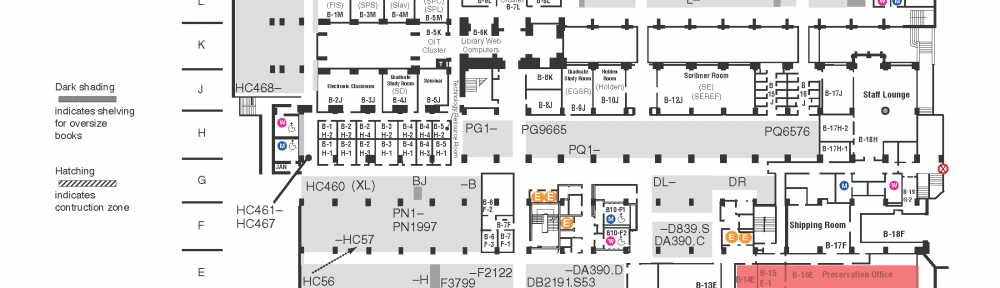 L
(FIS)
B-1M
(SPS)
B-3M
(Slav)
B-4M
(SPC)
(SPL)
B-5M
B-7L
L–
K
B-5K
OIT
Cluster
B-6K
Library Web
Computers
Dark shading
indicates shelving
for oversize
books
J
HC468–
Electronic Classroom
B-2J
B-3J
Graduate
Study Room
(SD)
B-4J
Seminar
B-5J
Technology Resource Room
B-8K
B-8J
Graduate
Study Room
(EGSR)
B-9J
Holden
Room
(Holden)
B-10J
Scribner Room
(SE)
(SEREF)
B-12J
B-15
J
B-16
J
B-17J
Staff Lounge
H
W
M
JAN
B-1
H-2
B-2
H-2
B-2
H-4
B-3
H-2
B-4
H-2
B-4
H-4
B-5
H-2
B-1
H-1
B-2
H-1
B-2
H-3
B-3
H-1
B-4
H-1
B-4
H-3
B-5
H-1
PG1–
PG9665
PQ6576
PQ1–
B-17H-2
B-17H-1
B-18H
Hatching
indicates
contruction zone
G
HC460 (XL)
BJ
–B
DL–
DR
M
W
B-19
G-2
HC461–
HC467
F
PN1–
PN1997
–HC57
B-6
F-2
B-6
F-3
B-7F
B-7
F-1
E
E
E
B10-F1
M
B10-F2
W
–D839.S
DA390.C
E
E
Shipping Room
B-17F
B-18F
E
HC56
–H
F3799
–F2122
–DA390.D
DB2191.S53
B-13E
B-14E
B-15
E-1
B-16E
Preservation Office